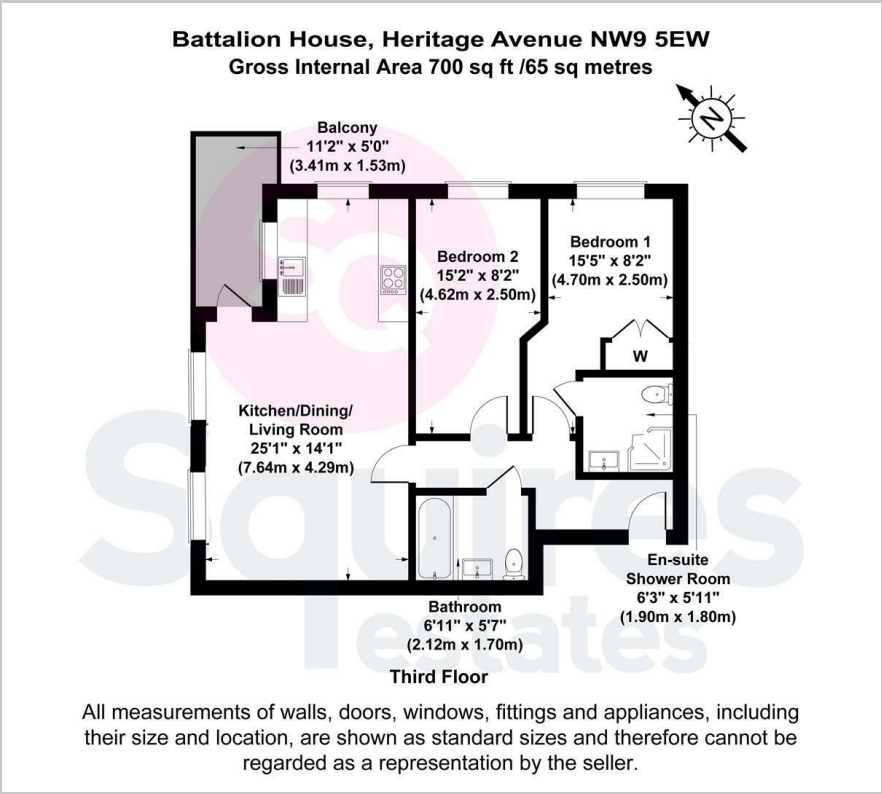 Battalion House, Heritage Avenue NW9 5EW
Gross Internal Area 700 sq ft /65 sq metres
N
Balcony
11'2" x 5'0"
(3.41m x 1.53m)
Bedroom 2
15'2" x 8'2"
(4.62m x 2.50m)
Bedroom 1
15'5" x 8'2"
(4.70m x 2.50m)
W
Kitchen/Dining/
Living Room
25'1" x 14'1"
(7.64m x 4.29m)
En-suite
Shower Room
6'3" x 5'11"
(1.90m x 1.80m)
Bathroom
6'11" x 5'7"
(2.12m x 1.70m)
SQ
Squires
estates
Third Floor
All measurements of walls, doors, windows, fittings and appliances, including
their size and location, are shown as standard sizes and therefore cannot be
regarded as a representation by the seller.